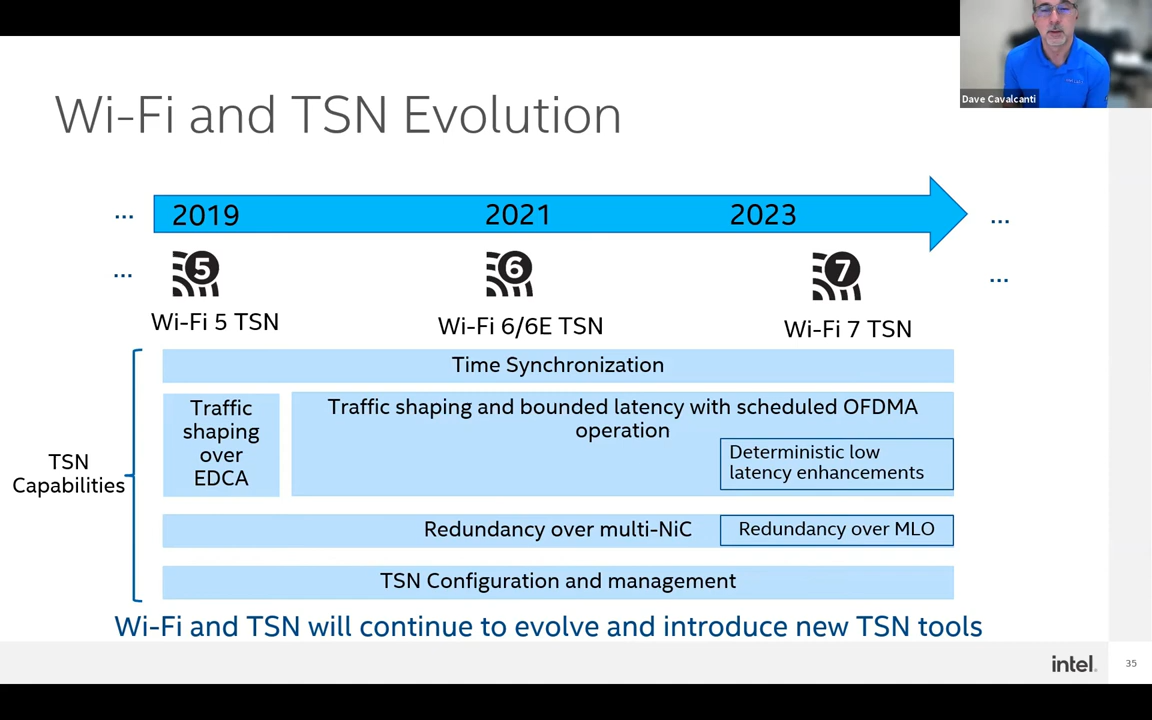 Dave Cavalcanti
Wi-Fi and TSN Evolution
... 2019 2021 2023 ...
... 5 6 7 ...
Wi-Fi 5 TSN Wi-Fi 6/6E TSN Wi-Fi 7 TSN
TSN
Capabilities
Time Synchronization
Traffic
shaping
over
EDCA
Traffic shaping and bounded latency with scheduled OFDMA
operation
Deterministic low
latency enhancements
Redundancy over multi-NiC
Redundancy over MLO
TSN Configuration and management
Wi-Fi and TSN will continue to evolve and introduce new TSN tools
intel.
35